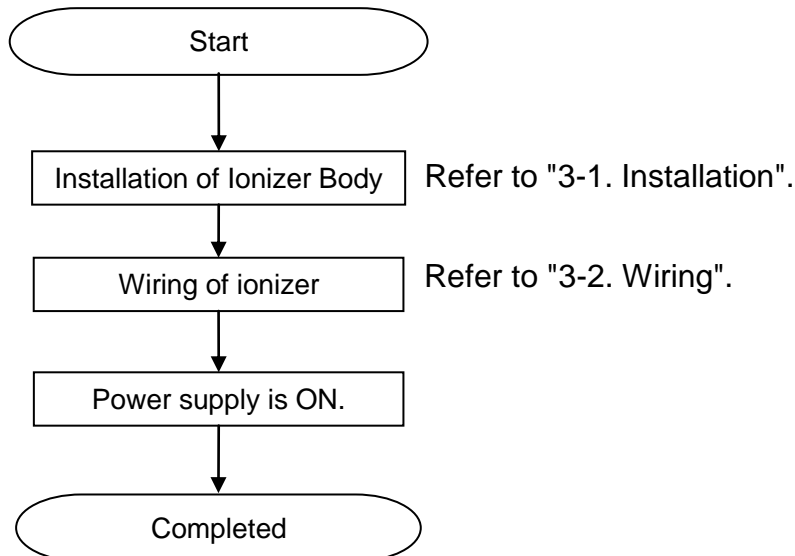 Start
Installation of Ionizer Body
Refer to "3-1. Installation".
Wiring of ionizer
Refer to "3-2. Wiring".
Power supply is ON.
Completed